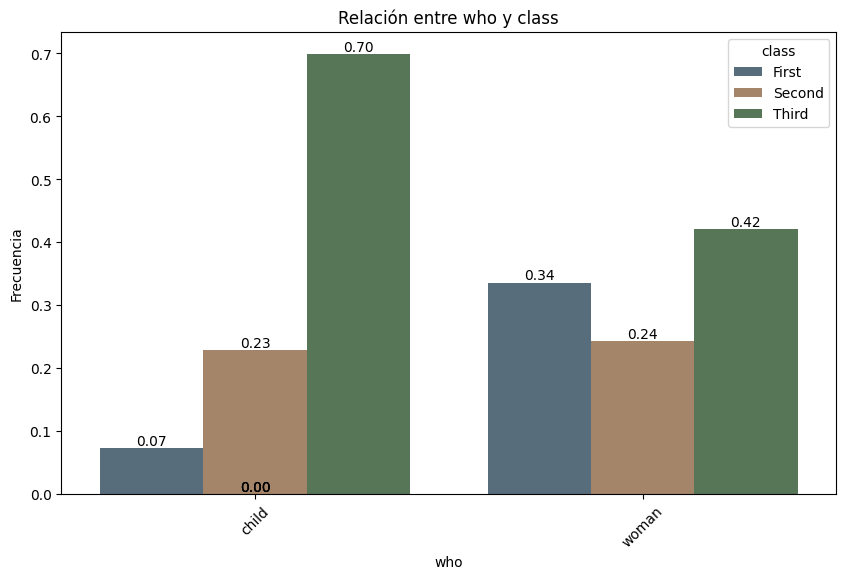 Relación entre who y class
class
First
Second
Third
Frecuencia
0.7
0.6
0.5
0.4
0.3
0.2
0.1
0.0
0.07
0.23
0.70
0.00
0.34
0.24
0.42
child
woman
who